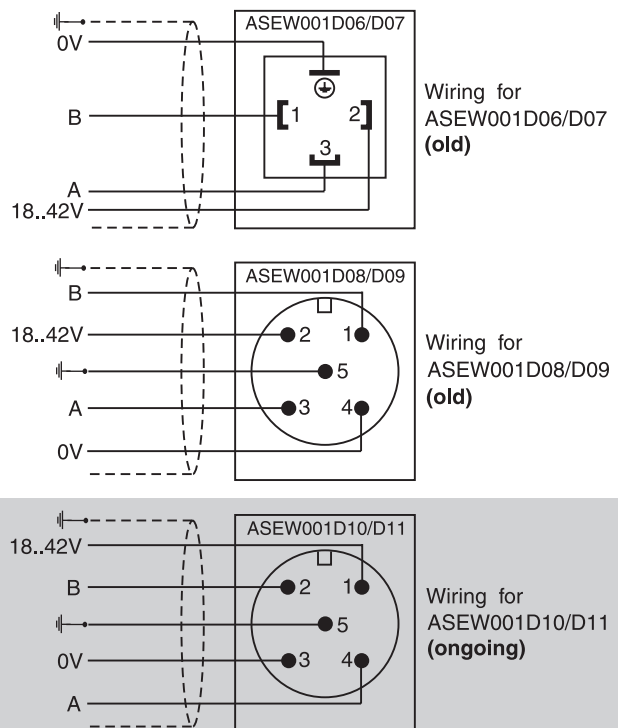 ASEW001D06/D07
0V
B
1
2
3
A
18..42V
Wiring for
ASEW001D06/D07
(old)
ASEW001D08/D09
B
18..42V
2
1
5
A
3
4
0V
Wiring for
ASEW001D08/D09
(old)
ASEW001D10/D11
18..42V
B
2
1
5
0V
3
4
A
Wiring for
ASEW001D10/D11
(ongoing)